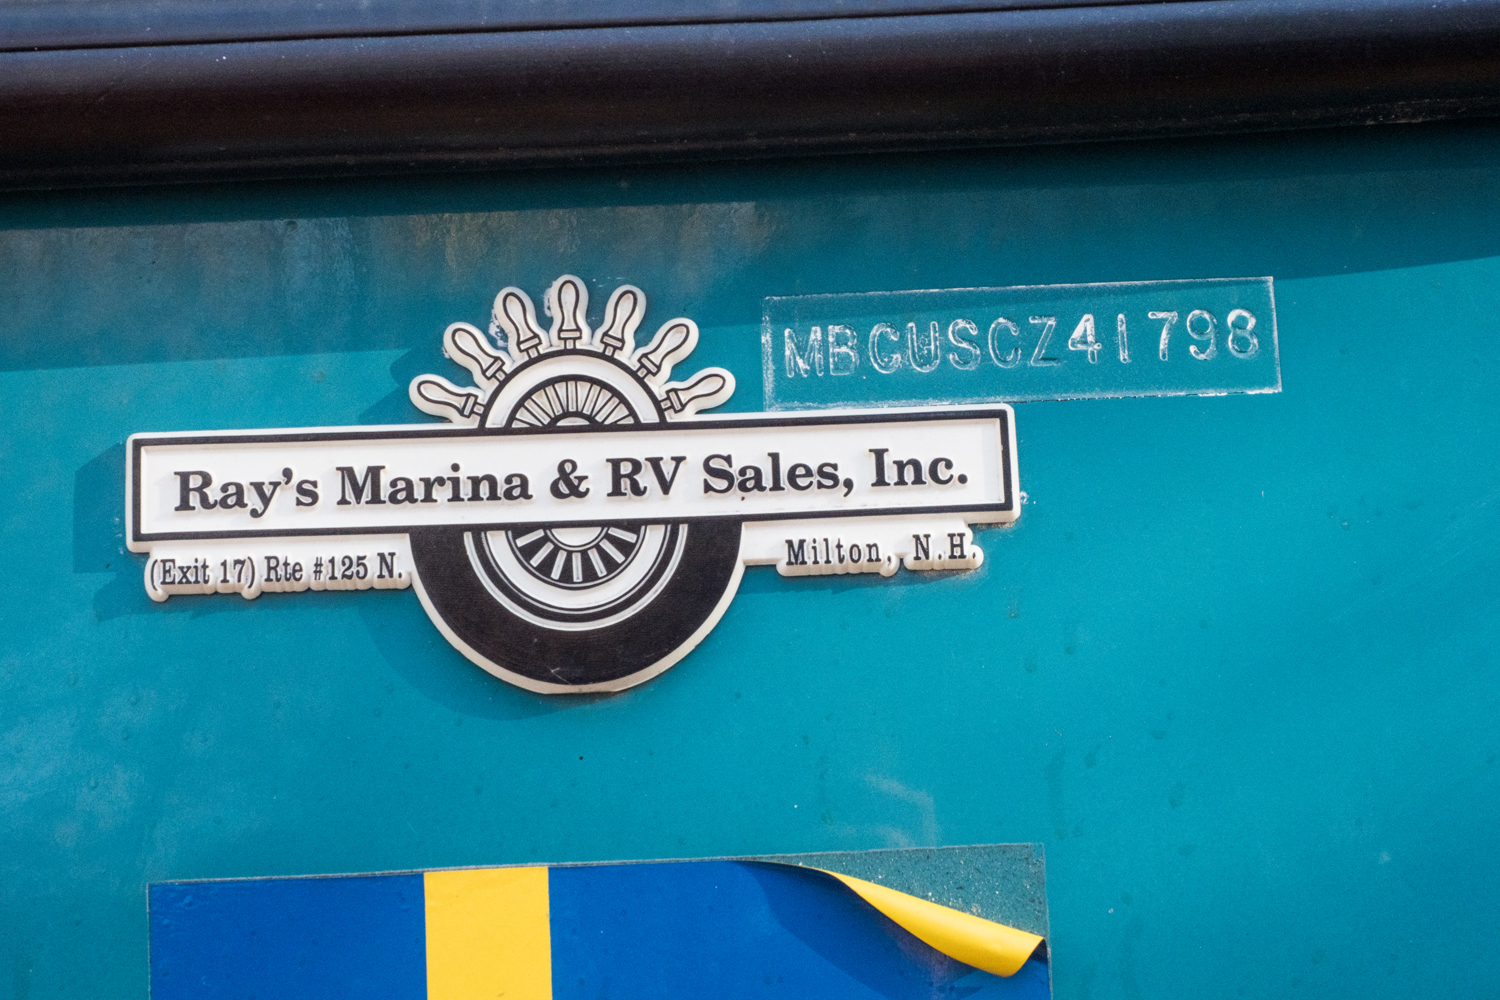 MBCUSCZ41798
Ray's Marina & RV Sales, Inc.
(Exit 17) Rte #125 N.
Milton, N.H.